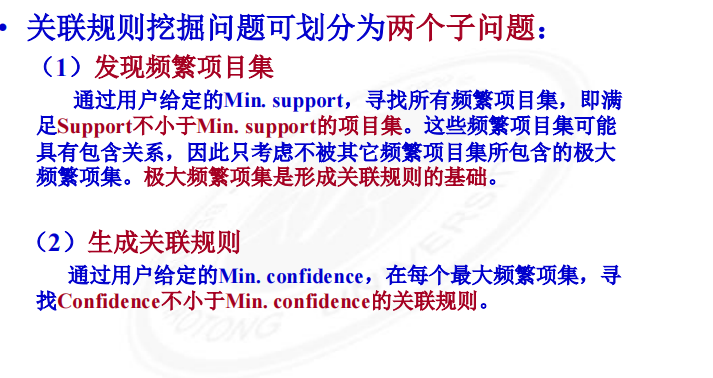 • 关联规则挖掘问题可划分为两个子问题：
（1）发现频繁项目集
通过用户给定的Min. support，寻找所有频繁项目集，即满
足Support不小于Min. support的项目集。这些频繁项目集可能
具有包含关系，因此只考虑不被其它频繁项目集所包含的极大
频繁项集。极大频繁项集是形成关联规则的基础。
（2）生成关联规则
通过用户给定的Min. confidence，在每个最大频繁项集，寻
找Confidence不小于Min. confidence的关联规则。